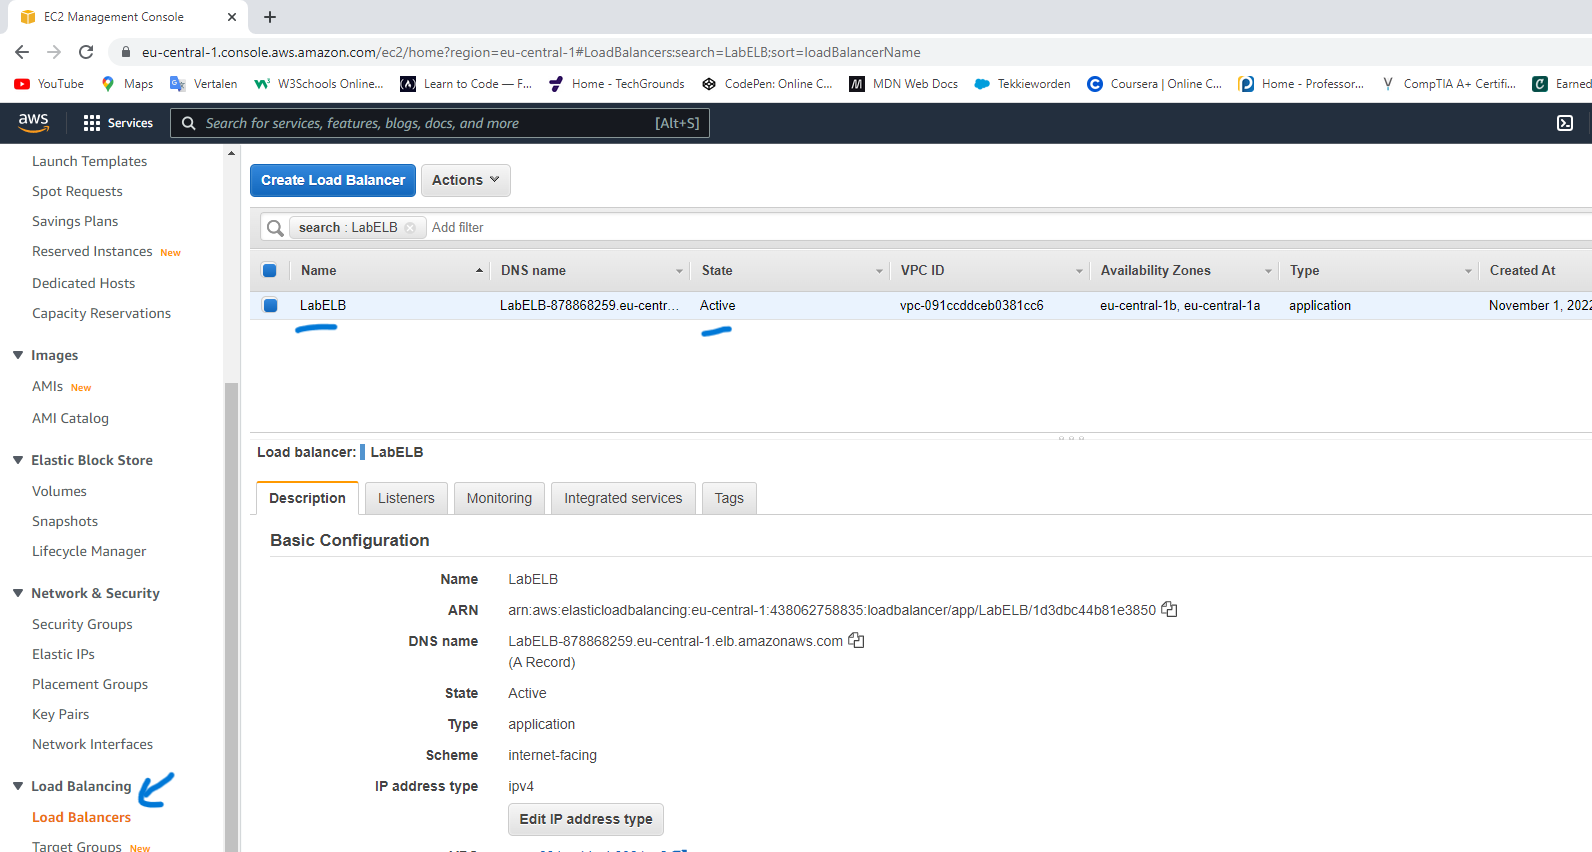 EC2 Management Console
eu-central-1.console.aws.amazon.com/ec2/home?region=eu-central-1#LoadBalancers:search=LabELB;sort=loadBalancerName
YouTube Maps Vertalen W3Schools Online... Learn to Code — F... Home - TechGrounds CodePen: Online C... MDN Web Docs Tekkieworden Coursera | Online C... Home - Professor... CompTIA A+ Certifi... Earned
aws Services Search for services, features, blogs, docs, and more [Alt+S]
Launch Templates
Spot Requests
Savings Plans
Reserved Instances New
Dedicated Hosts
Capacity Reservations
Images
AMIs New
AMI Catalog
Elastic Block Store
Volumes
Snapshots
Lifecycle Manager
Network & Security
Security Groups
Elastic IPs
Placement Groups
Key Pairs
Network Interfaces
Load Balancing
Load Balancers
Target Groups New
Create Load Balancer Actions
search : LabELB Add filter
Name DNS name State VPC ID Availability Zones Type Created At
LabELB LabELB-878868259.eu-centr... Active vpc-091ccddceb0381cc6 eu-central-1b, eu-central-1a application November 1, 2022
Load balancer: LabELB
Description Listeners Monitoring Integrated services Tags
Basic Configuration
Name LabELB
ARN arn:aws:elasticloadbalancing:eu-central-1:438062758835:loadbalancer/app/LabELB/1d3dbc44b81e3850
DNS name LabELB-878868259.eu-central-1.elb.amazonaws.com
(A Record)
State Active
Type application
Scheme internet-facing
IP address type ipv4
Edit IP address type